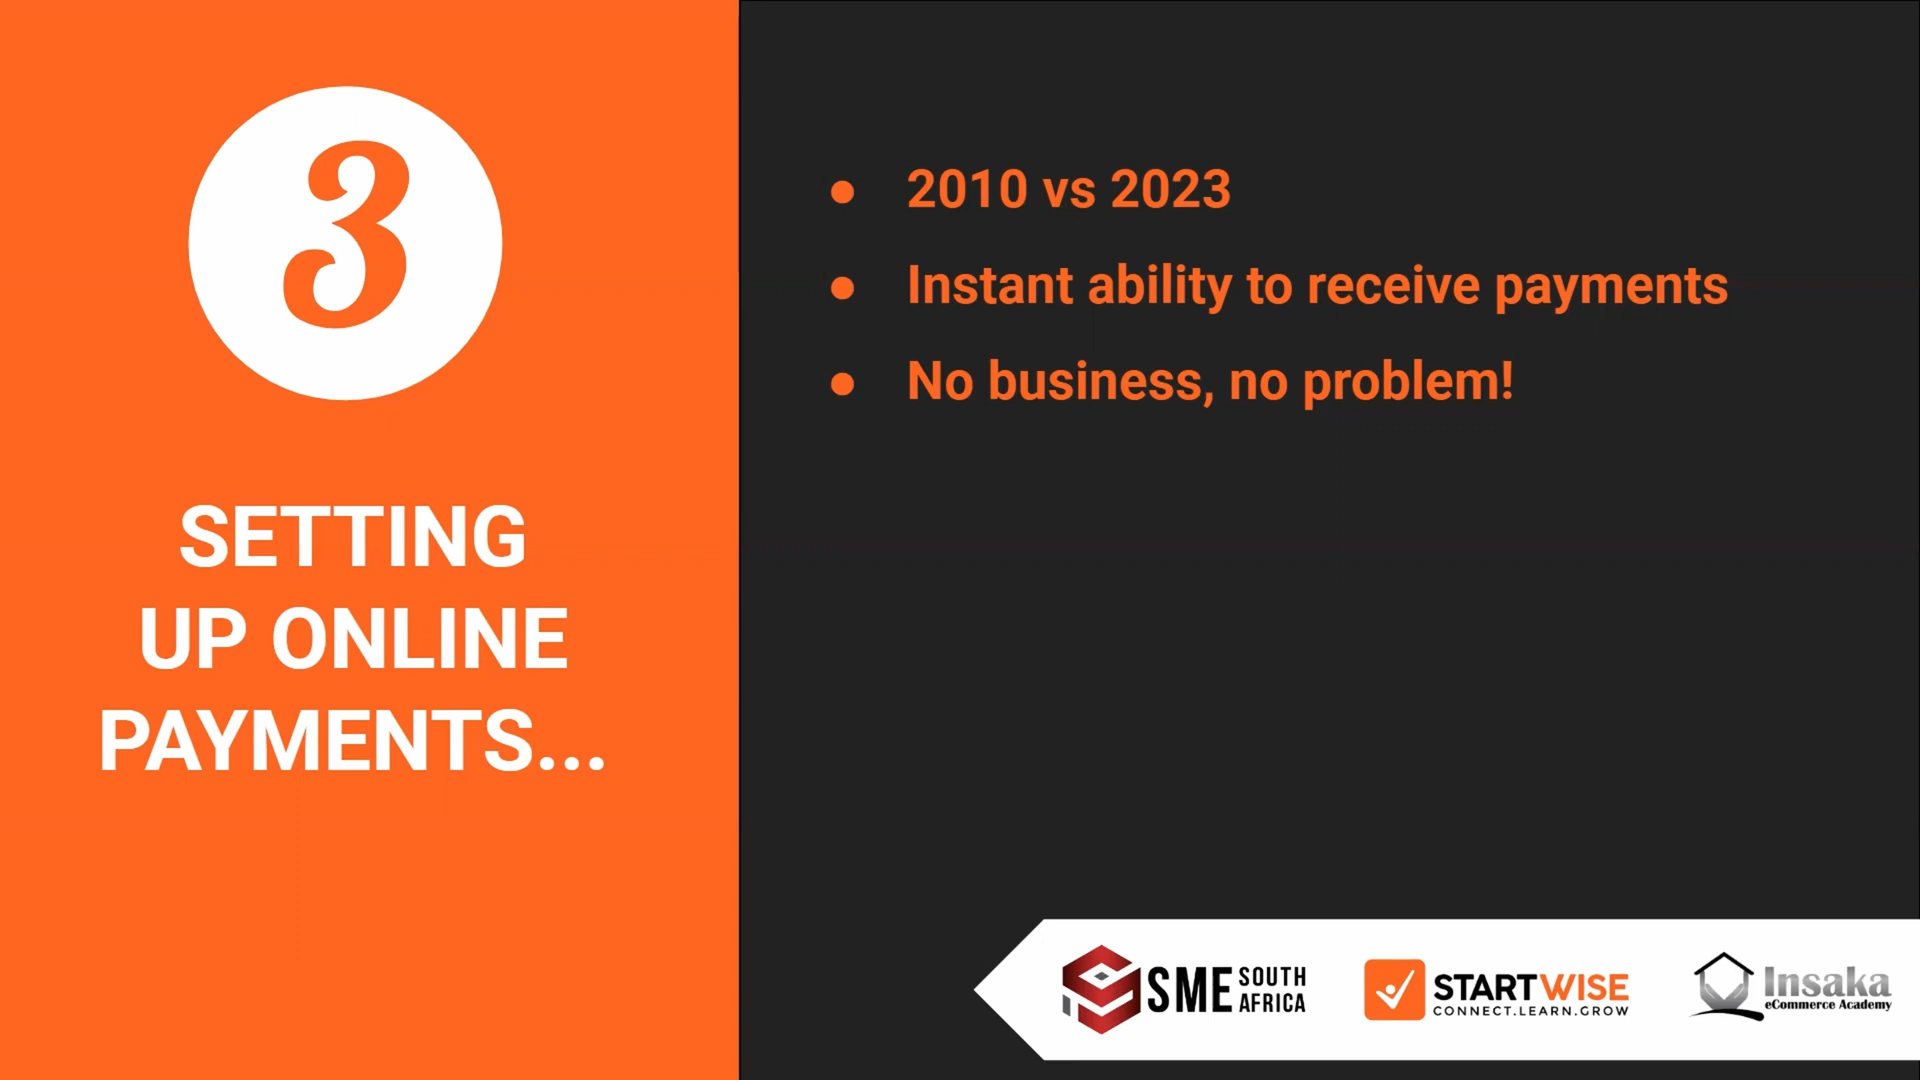 3
SETTING
UP ONLINE
PAYMENTS...
● 2010 vs 2023
● Instant ability to receive payments
● No business, no problem!
SME SOUTH AFRICA
STARTWISE
CONNECT.LEARN.GROW
Insaka
eCommerce Academy